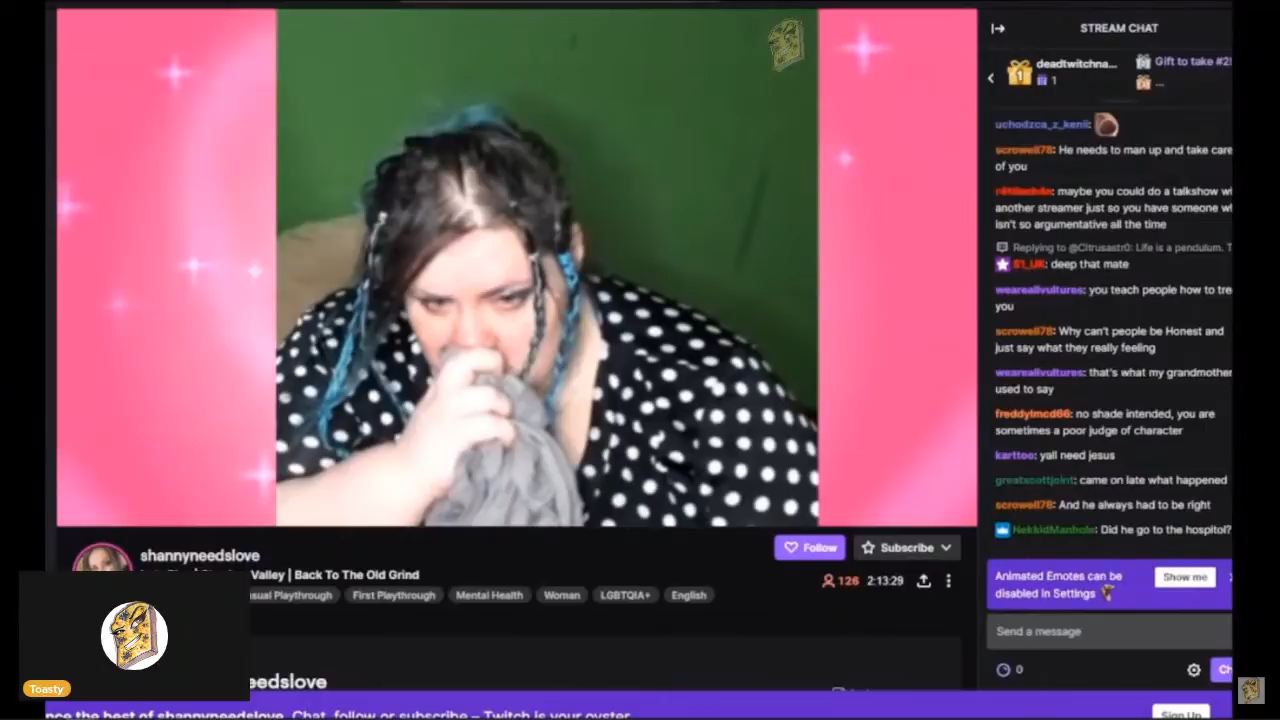 STREAM CHAT
deadtwitchna...
1
Gift to take #2!
1
...
uchodzca_z_kenii:
scrowell78: He needs to man up and take care
of you
maybe you could do a talkshow wi
another streamer just so you have someone w
isn't so argumentative all the time
Replying to @Citrusastr0: Life is a pendulum. T
S1_UK: deep that mate
weareallvultures: you teach people how to tre
you
scrowell78: Why can't people be Honest and
just say what they really feeling
weareallvultures: that's what my grandmother
used to say
freddylmcd66: no shade intended, you are
sometimes a poor judge of character
karttoo: yall need jesus
greatscottjoint: came on late what happened
scrowell78: And he always had to be right
NekkidManhole: Did he go to the hospitol?
Animated Emotes can be
disabled in Settings
Show me
Send a message
0
Ch
shannyneedslove
Follow
Subscribe
Valley | Back To The Old Grind
126
2:13:29
sual Playthrough
First Playthrough
Mental Health
Woman
LGBTQIA+
English
eedslove
Toasty
nce the best of shannyneedslove. Chat, follow or subscribe – Twitch is your oyster
Sign Up